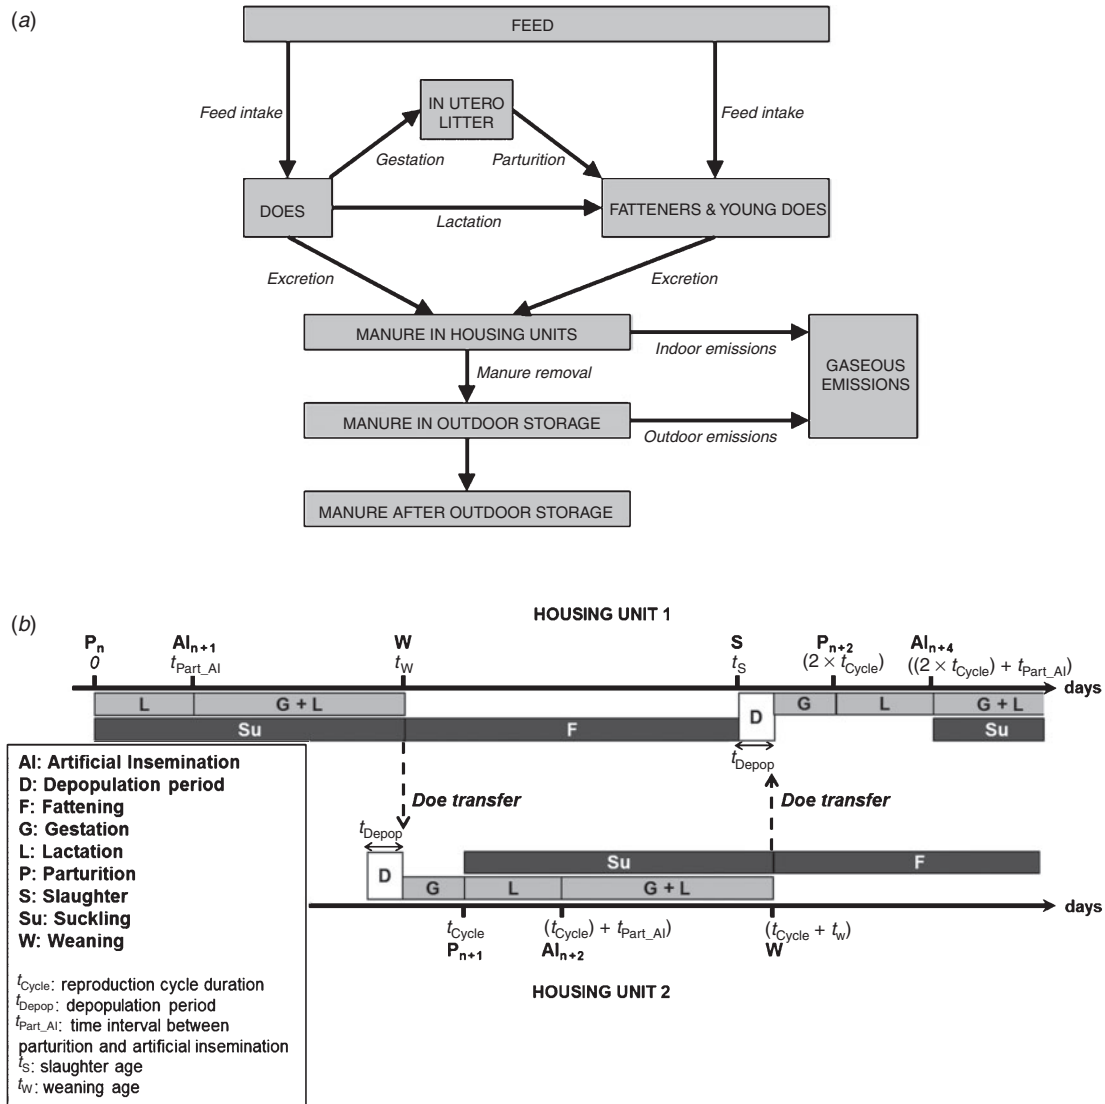 (a)
FEED
Feed intake
IN UTERO
LITTER
Feed intake
Gestation
Parturition
DOES
FATTENERS & YOUNG DOES
Lactation
Excretion
Excretion
MANURE IN HOUSING UNITS
Indoor emissions
GASEOUS
EMISSIONS
Manure removal
MANURE IN OUTDOOR STORAGE
Outdoor emissions
MANURE AFTER OUTDOOR STORAGE
(b)
HOUSING UNIT 1
Pn AIn+1 W S Pn+2 AIn+4
0 tPart_AI tW tS (2 × tCycle) ((2 × tCycle) + tPart_AI)
days
L G + L D G L G + L
Su F Su
tDepop
Doe transfer Doe transfer
AI: Artificial Insemination
D: Depopulation period
F: Fattening
G: Gestation
L: Lactation
P: Parturition
S: Slaughter
Su: Suckling
W: Weaning
tCycle: reproduction cycle duration
tDepop: depopulation period
tPart_AI: time interval between
parturition and artificial insemination
tS: slaughter age
tW: weaning age
tDepop
Su F
D G L G + L
days
tCycle (tCycle) + tPart_AI) (tCycle + tw)
Pn+1 AIn+2 W
HOUSING UNIT 2